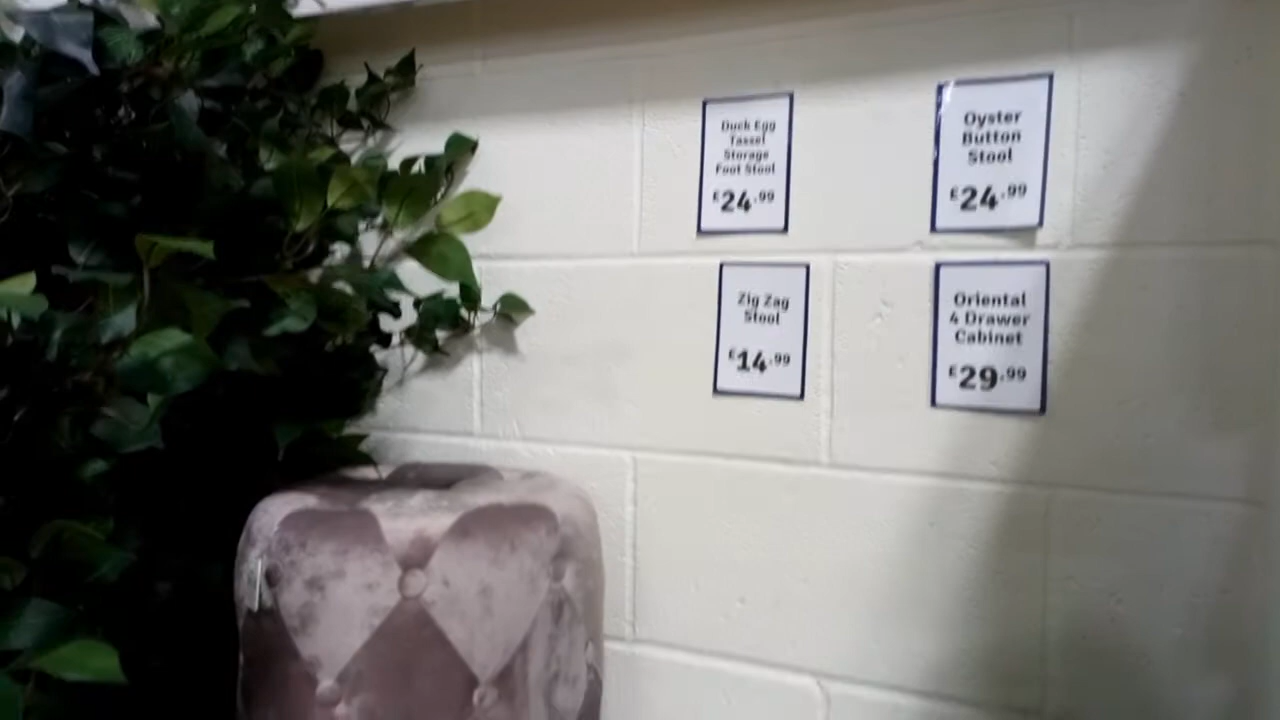 Duck Egg
Tassel
Storage
Foot Stool
£24.99
Oyster
Button
Stool
£24.99
Zig Zag
Stool
£14.99
Oriental
4 Drawer
Cabinet
£29.99